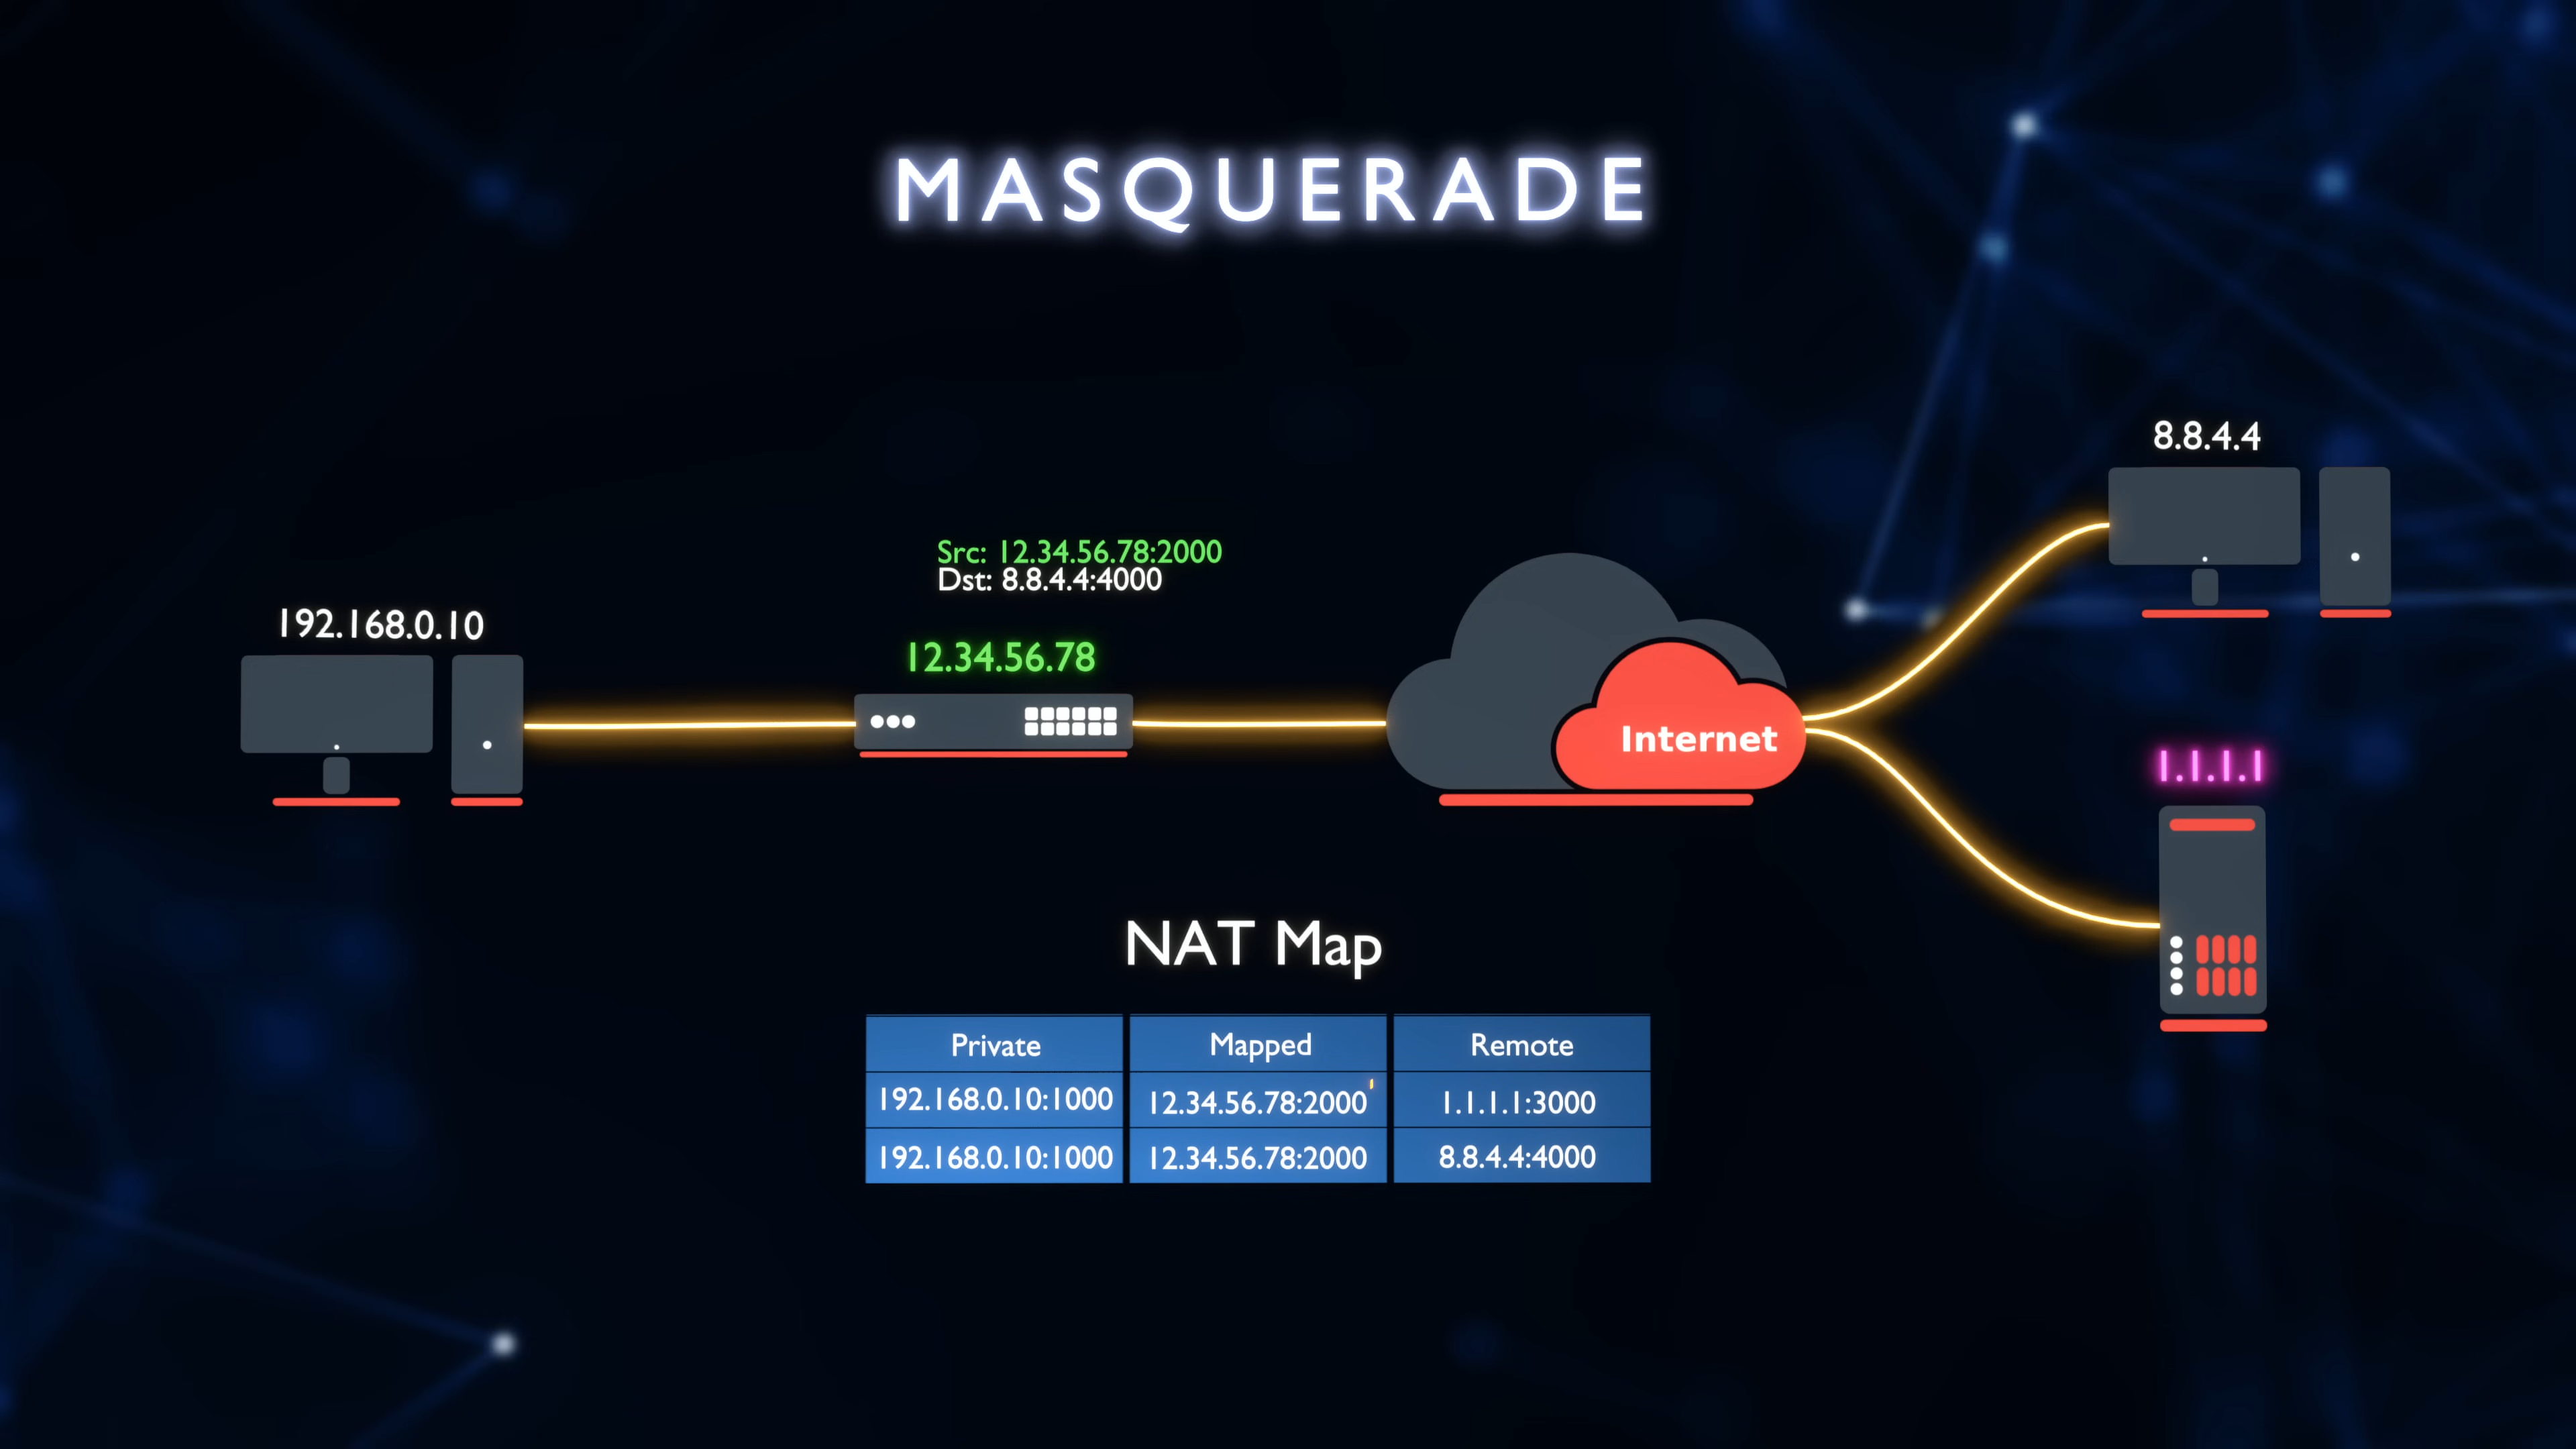 MASQUERADE
8.8.4.4
Src: 12.34.56.78:2000
Dst: 8.8.4.4:4000
192.168.0.10
12.34.56.78
Internet
1.1.1.1
NAT Map
Private Mapped Remote
192.168.0.10:1000 12.34.56.78:2000 1.1.1.1:3000
192.168.0.10:1000 12.34.56.78:2000 8.8.4.4:4000